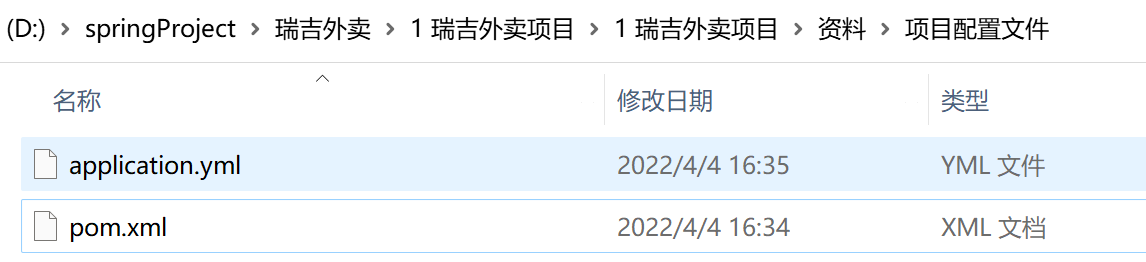 (D:) › springProject › 瑞吉外卖 › 1 瑞吉外卖项目 › 1 瑞吉外卖项目 › 资料 › 项目配置文件
名称 修改日期 类型
application.yml 2022/4/4 16:35 YML 文件
pom.xml 2022/4/4 16:34 XML 文档